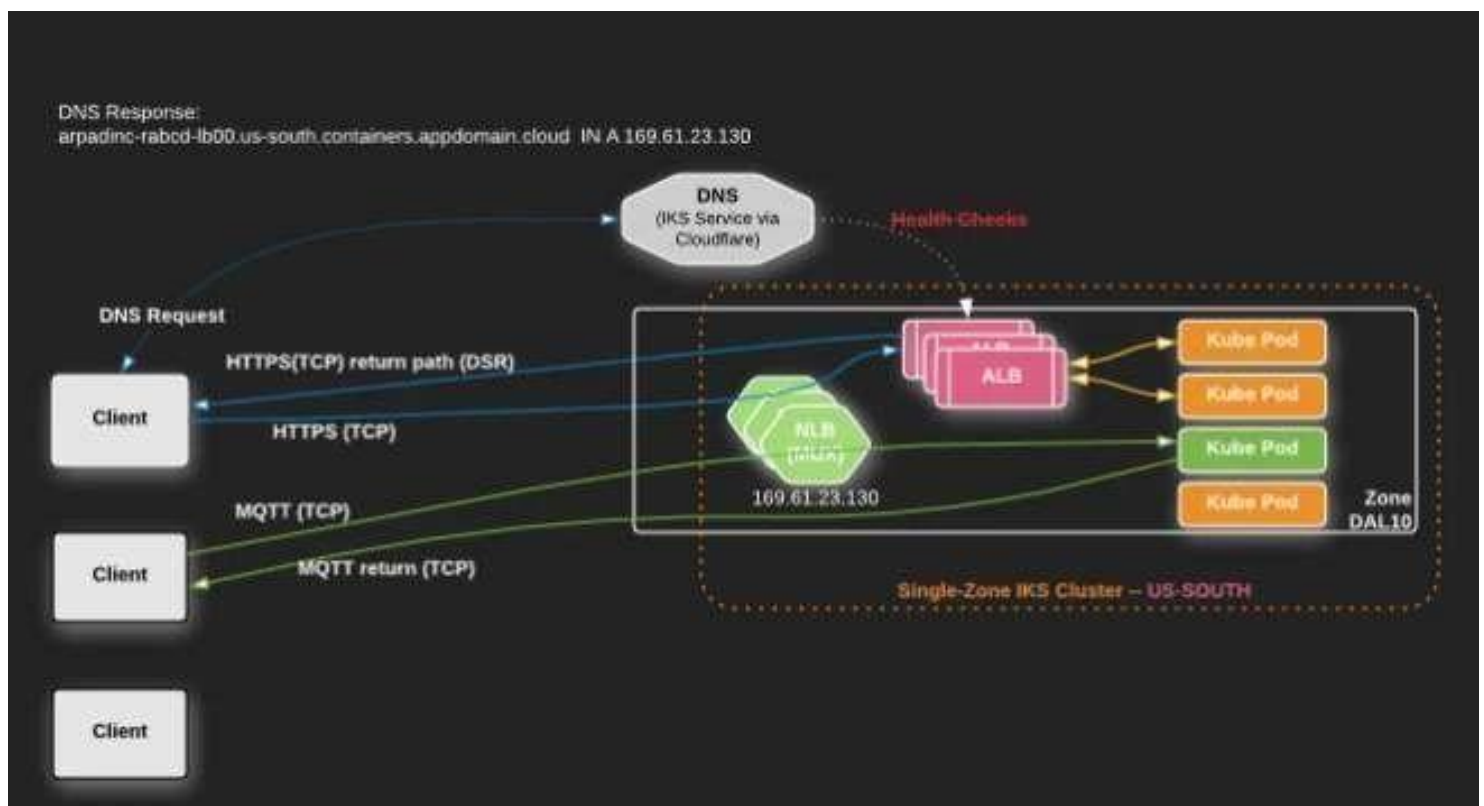 DNS Response:
arpadinc-rabcd-lb00.us-south.containers.appdomain.cloud IN A 169.61.23.130
DNS
(IKS Service via
Cloudflare)
Health Checks
DNS Request
HTTPS(TCP) return path (DSR)
Client
HTTPS (TCP)
ALB
ALB
Kube Pod
Kube Pod
NLB
(MUX)
Kube Pod
169.61.23.130
Kube Pod
Zone
DAL10
MQTT (TCP)
Client
MQTT return (TCP)
Single-Zone IKS Cluster – US-SOUTH
Client